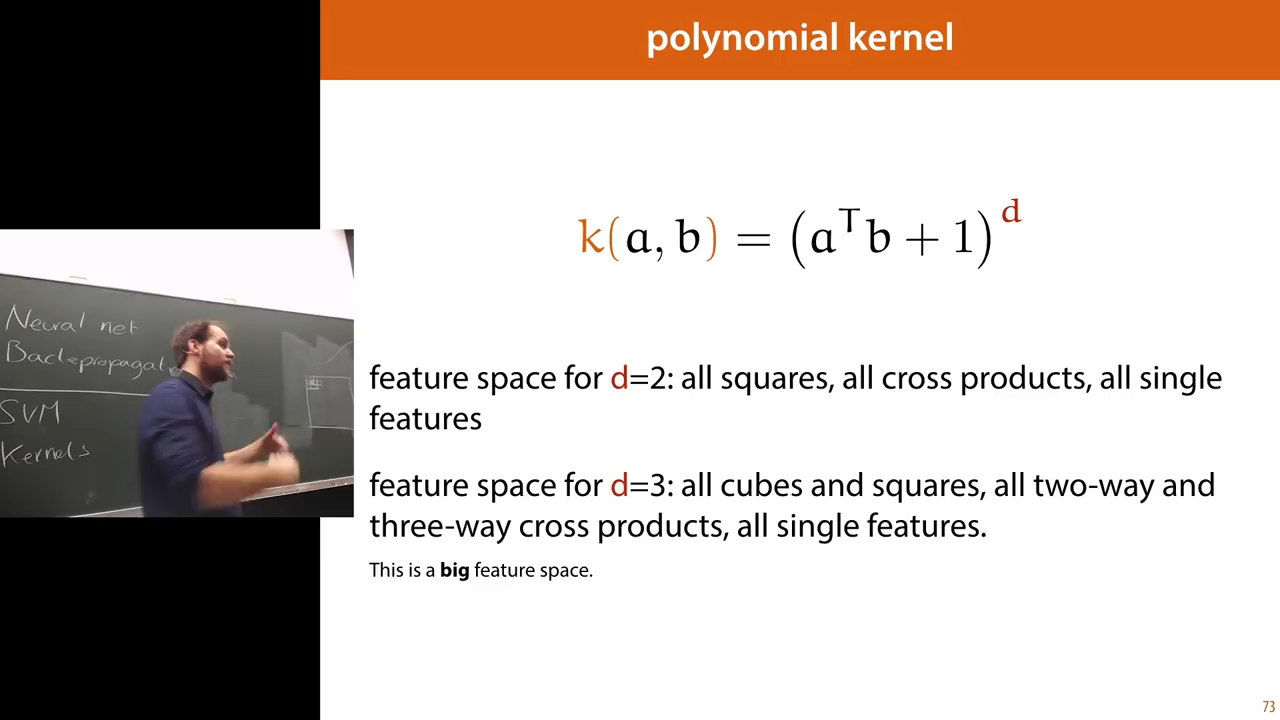 polynomial kernel
k(a, b) = (aᵀb + 1)ᵈ
feature space for d=2: all squares, all cross products, all single
features
feature space for d=3: all cubes and squares, all two-way and
three-way cross products, all single features.
This is a big feature space.
73
Neural net
Backpropagat
SVM
Kernels